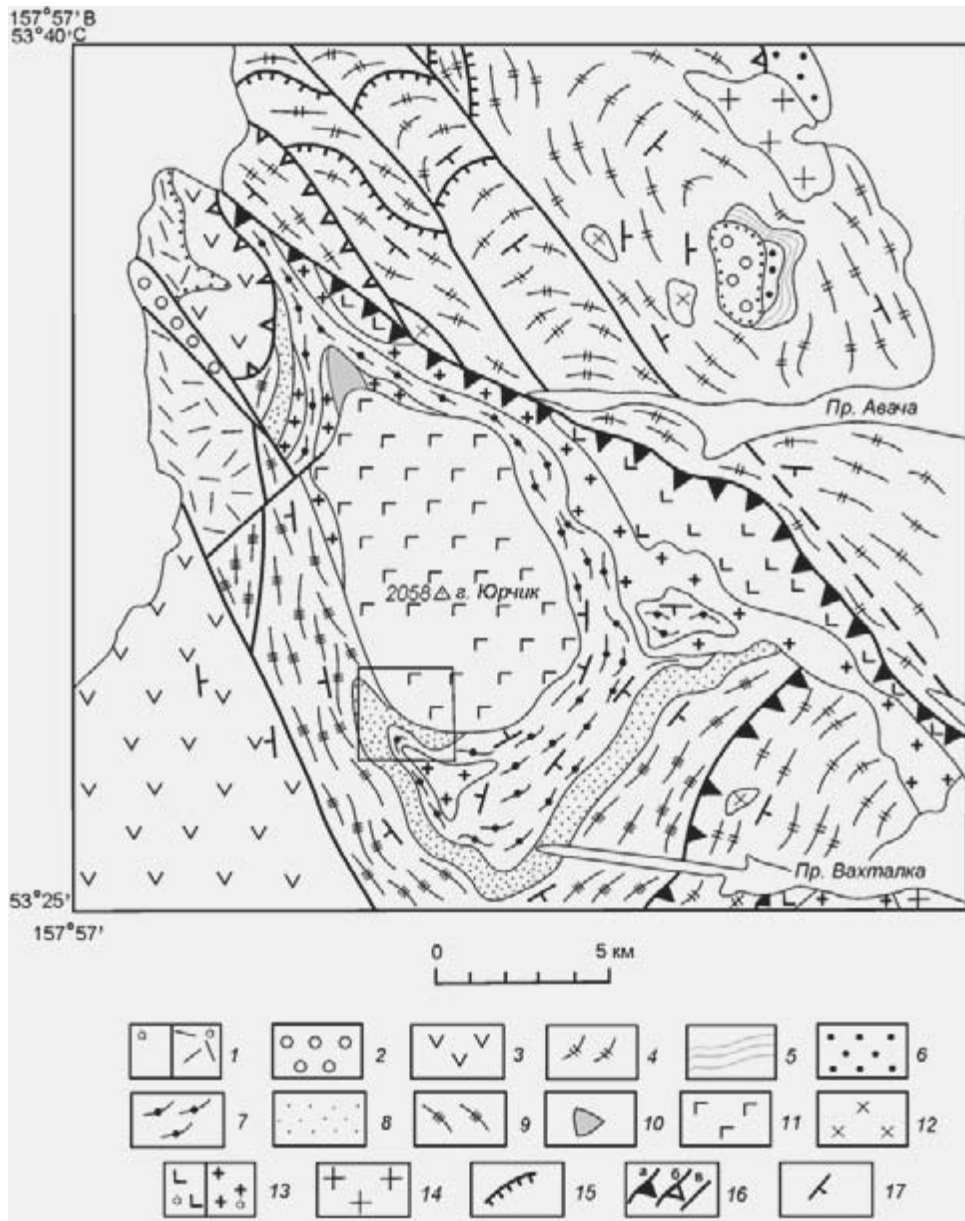 157°57'В
53°40'С
Пр. Авача
2058 г. Юрчик
Пр. Вахталка
53°25'
157°57'
0 5 км
1 2 3 4 5 6
а
а б
7 8 9 10 11 12
а б в
а б
13 14 15 16 17